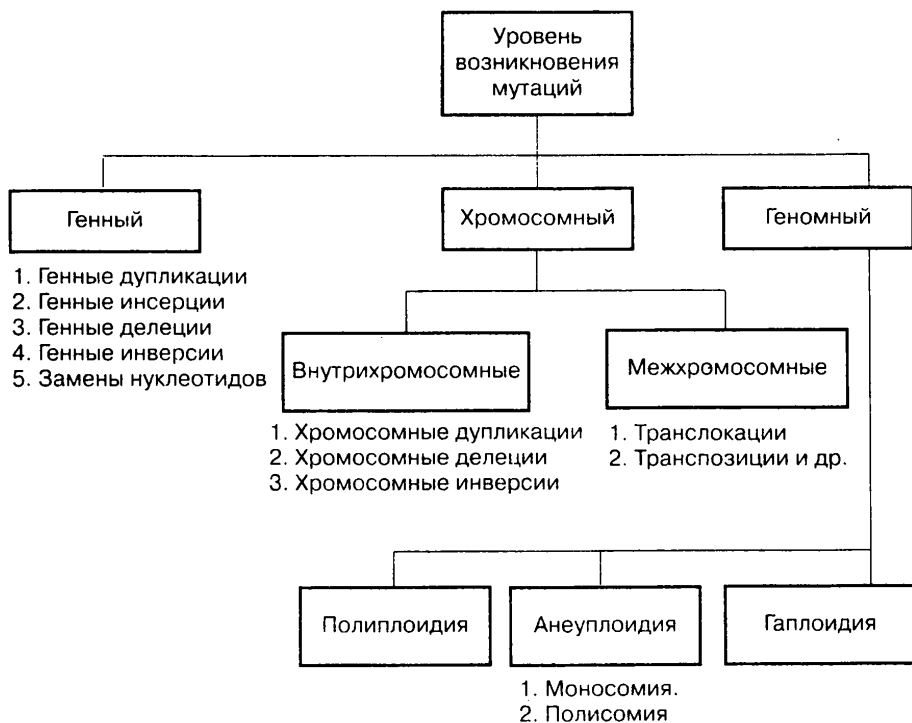 Уровень
возникновения
мутаций
Генный
Хромосомный
Геномный
1. Генные дупликации
2. Генные инсерции
3. Генные делеции
4. Генные инверсии
5. Замены нуклеотидов
Внутрихромосомные
Межхромосомные
1. Хромосомные дупликации
2. Хромосомные делеции
3. Хромосомные инверсии
1. Транслокации
2. Транспозиции и др.
Полиплоидия
Анеуплоидия
Гаплоидия
1. Моносомия.
2. Полисомия